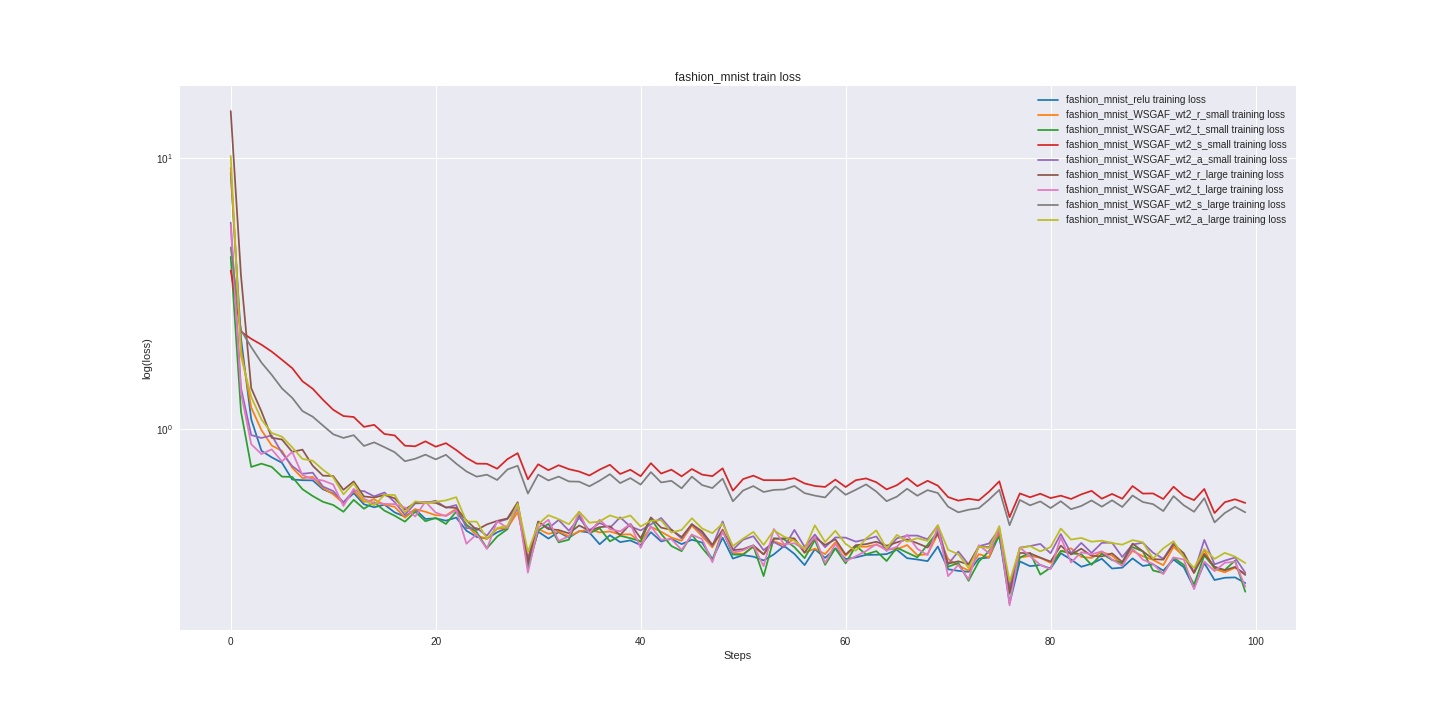 fashion_mnist train loss
fashion_mnist_relu training loss
fashion_mnist_WSGAF_wt2_r_small training loss
fashion_mnist_WSGAF_wt2_t_small training loss
fashion_mnist_WSGAF_wt2_s_small training loss
fashion_mnist_WSGAF_wt2_a_small training loss
fashion_mnist_WSGAF_wt2_r_large training loss
fashion_mnist_WSGAF_wt2_t_large training loss
fashion_mnist_WSGAF_wt2_s_large training loss
fashion_mnist_WSGAF_wt2_a_large training loss
10¹
log(loss)
10⁰
0 20 40 60 80 100
Steps